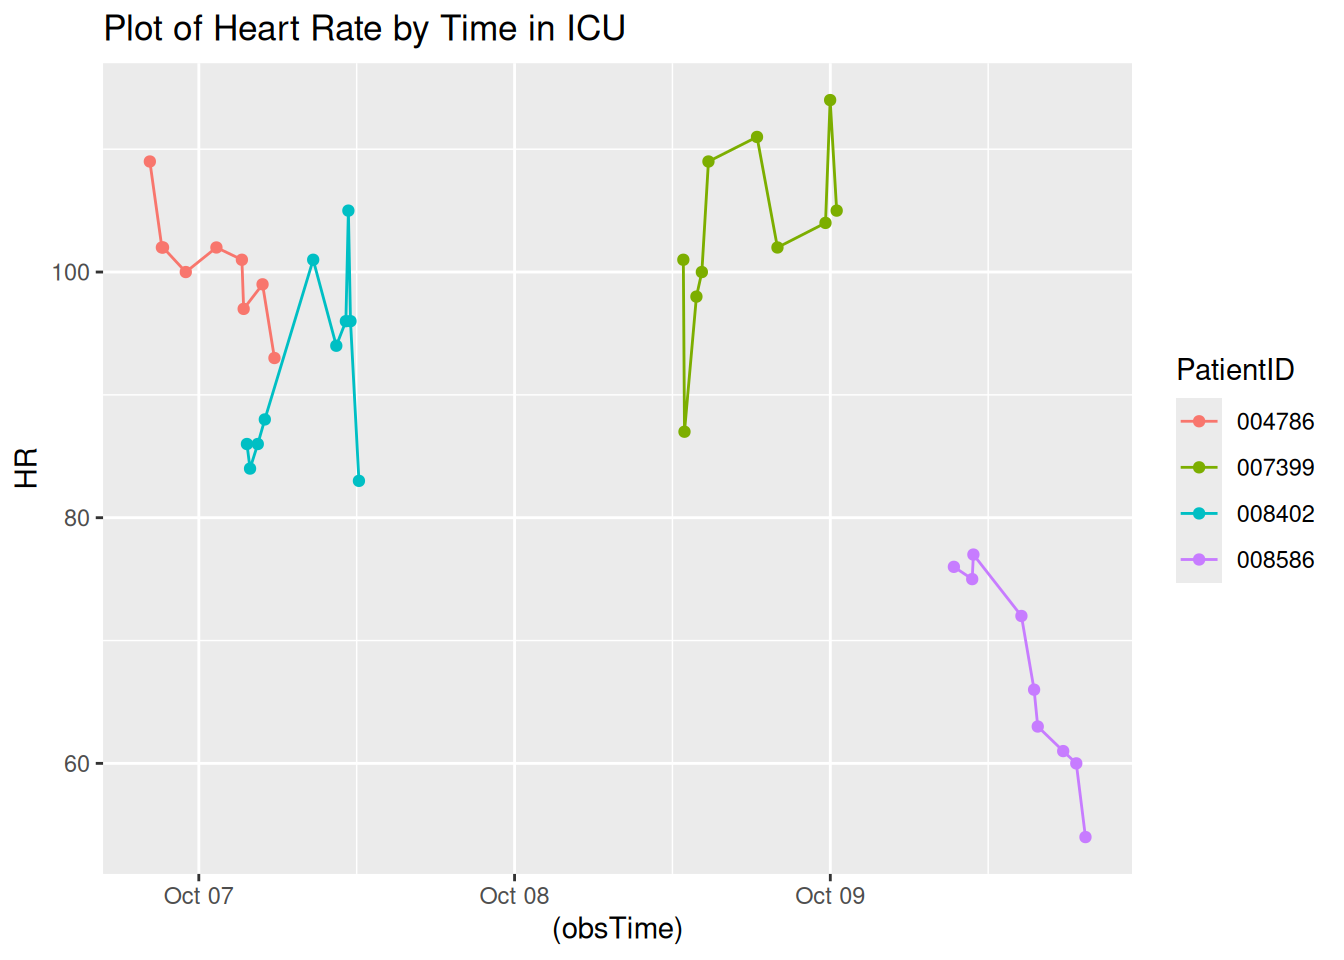 Plot of Heart Rate by Time in ICU
HR
100
80
60
Oct 07
Oct 08
Oct 09
(obsTime)
PatientID
004786
007399
008402
008586